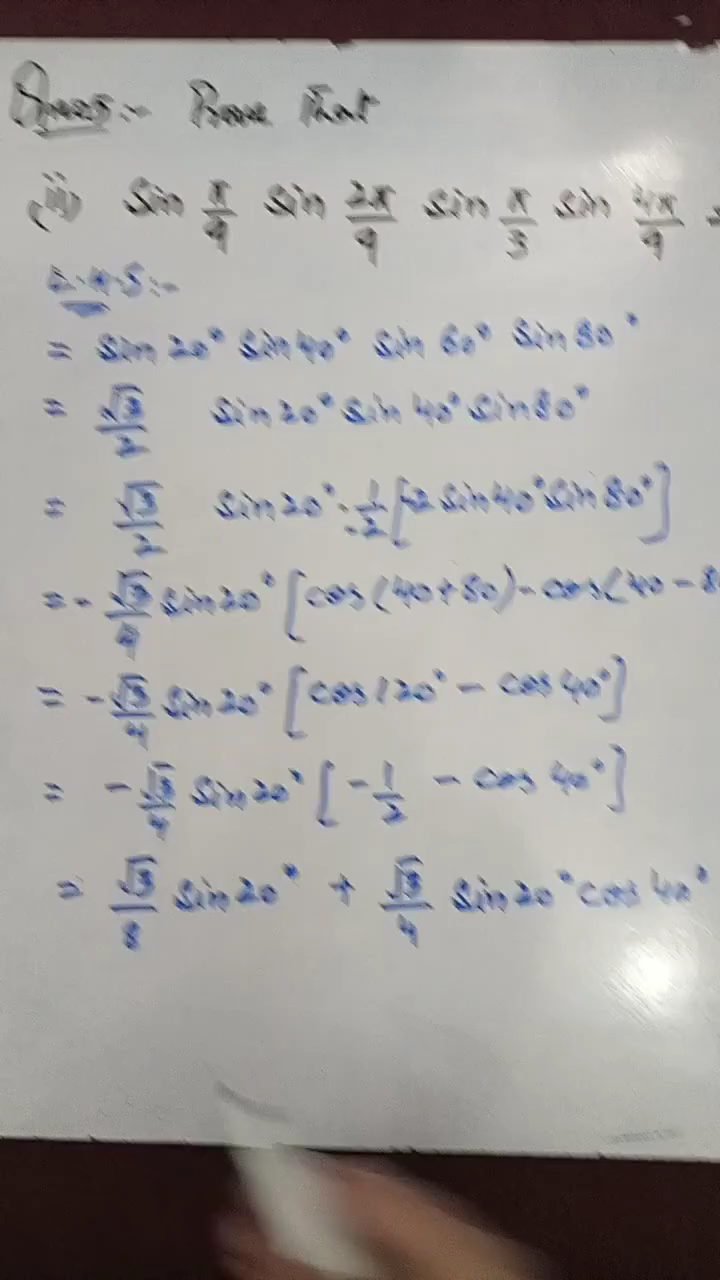 Ques:- Prove That
(iii) Sin π/9 sin 2π/9 sin π/3 sin 4π/9 =
L.H.S:-
= sin 20° sin 40° sin 60° sin 80°
= √3/2 sin 20° sin 40° sin 80°
= √3/2 sin 20° · 1/-2 [-2 sin 40° sin 80°]
= - √3/4 sin 20° [cos(40+80) - cos(40-8
= - √3/4 sin 20° [cos 120° - cos 40°]
= - √3/4 sin 20° [-1/2 - cos 40°]
= √3/8 sin 20° + √3/4 sin 20° cos 40°